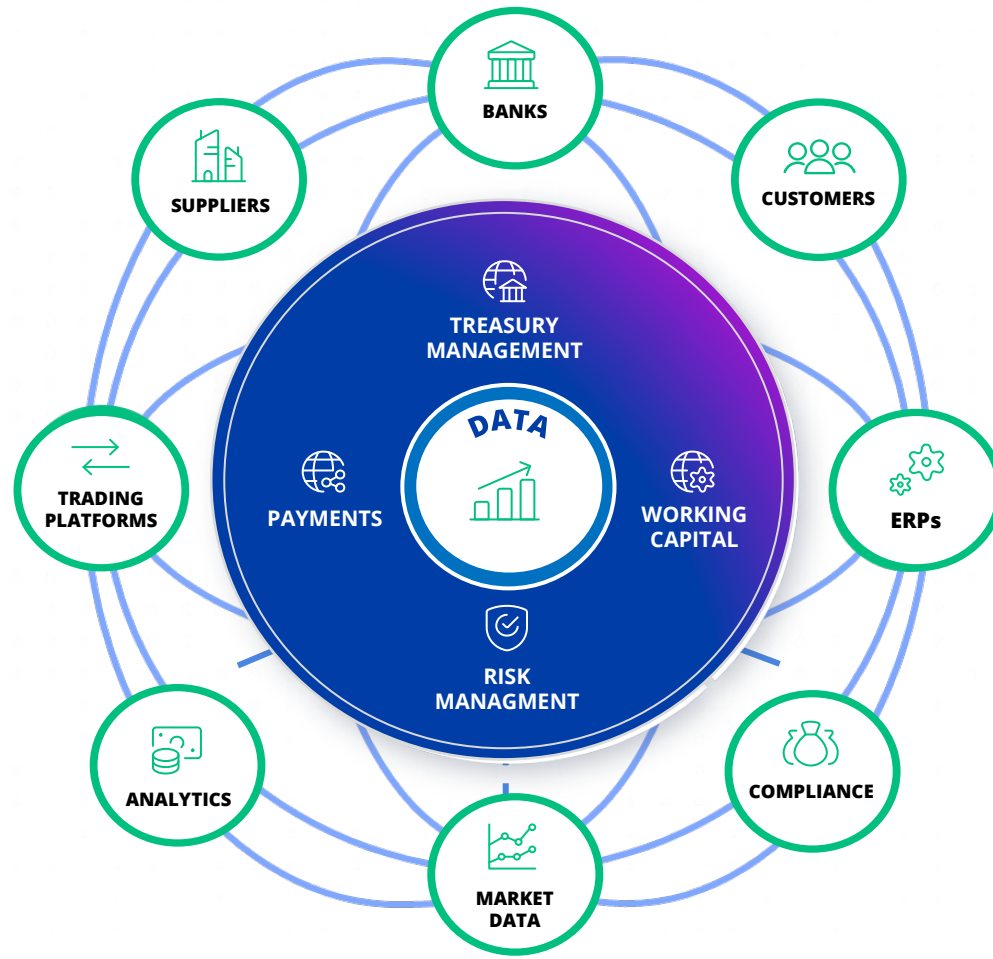 BANKS
SUPPLIERS
CUSTOMERS
TREASURY
MANAGEMENT
DATA
PAYMENTS
WORKING
CAPITAL
TRADING
PLATFORMS
ERPs
RISK
MANAGMENT
ANALYTICS
COMPLIANCE
MARKET
DATA